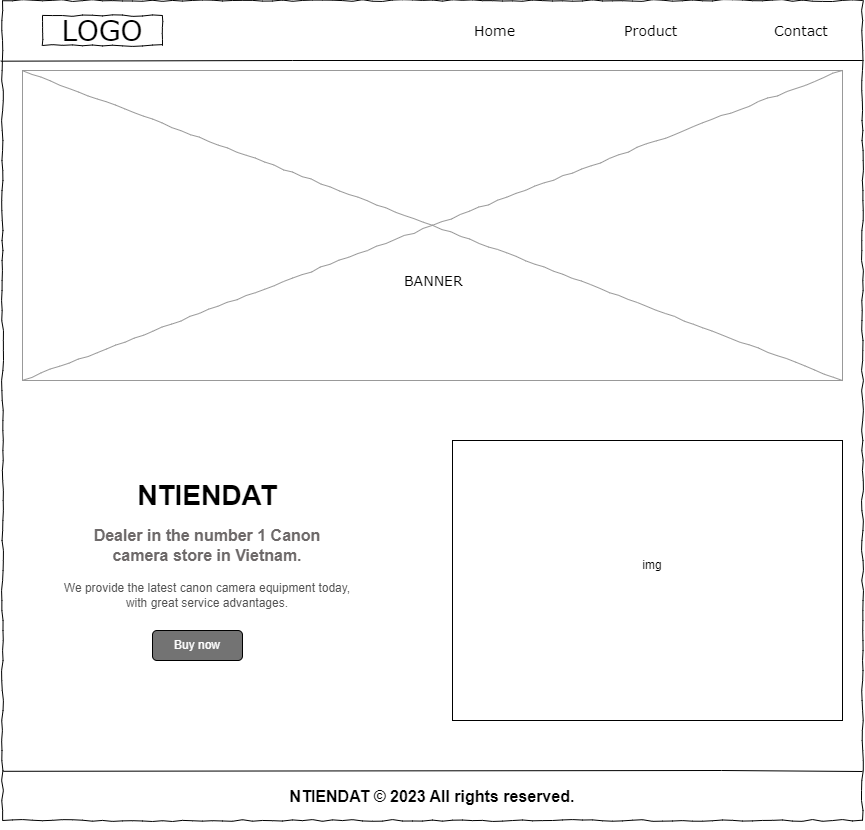 LOGO
Home
Product
Contact
BANNER
NTIENDAT
Dealer in the number 1 Canon
camera store in Vietnam.
We provide the latest canon camera equipment today,
with great service advantages.
Buy now
img
NTIENDAT © 2023 All rights reserved.